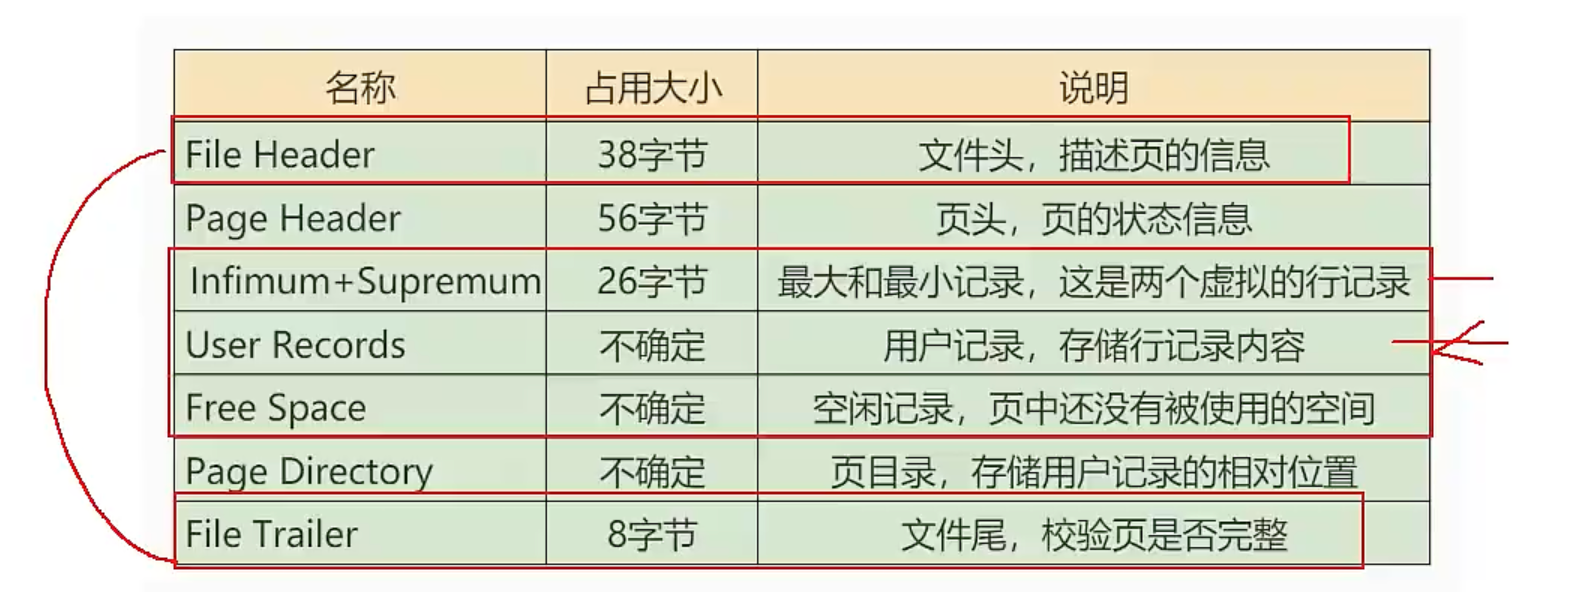 名称 占用大小 说明
File Header 38字节 文件头，描述页的信息
Page Header 56字节 页头，页的状态信息
Infimum+Supremum 26字节 最大和最小记录，这是两个虚拟的行记录
User Records 不确定 用户记录，存储行记录内容
Free Space 不确定 空闲记录，页中还没有被使用的空间
Page Directory 不确定 页目录，存储用户记录的相对位置
File Trailer 8字节 文件尾，校验页是否完整